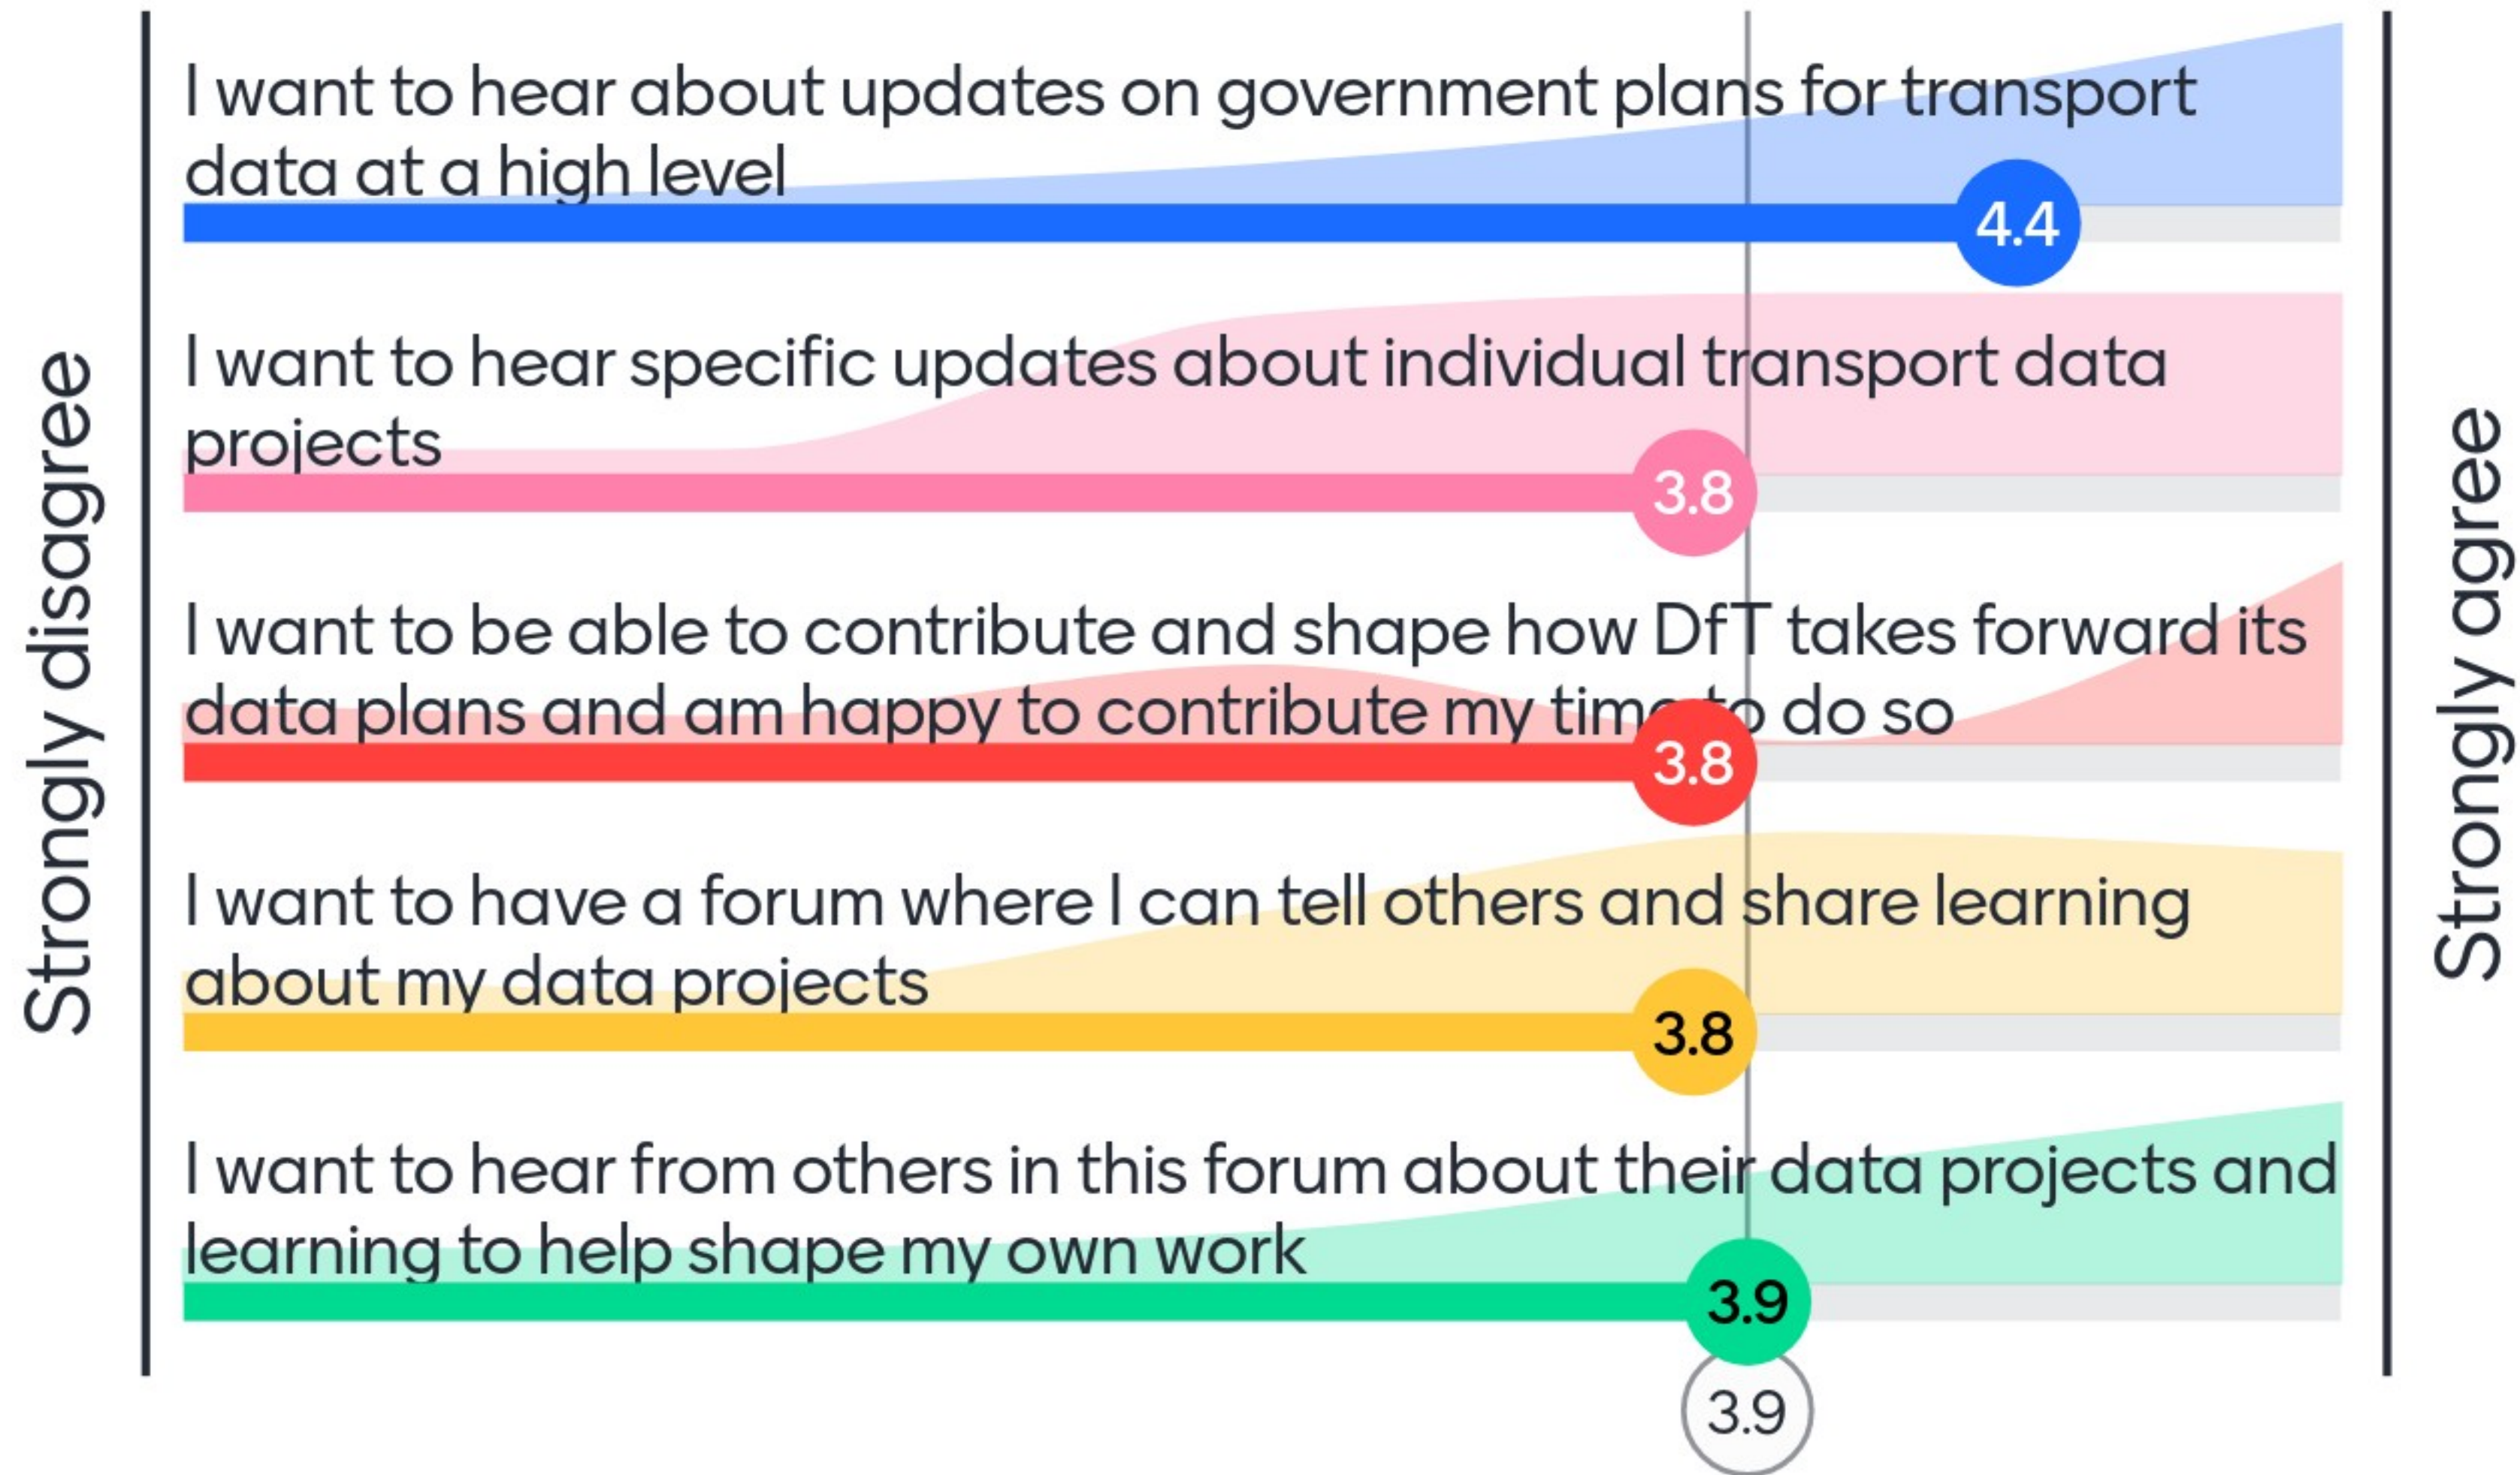 Strongly disagree
I want to hear about updates on government plans for transport
data at a high level
4.4
I want to hear specific updates about individual transport data
projects
3.8
I want to be able to contribute and shape how DfT takes forward its
data plans and am happy to contribute my time to do so
3.8
I want to have a forum where I can tell others and share learning
about my data projects
3.8
I want to hear from others in this forum about their data projects and
learning to help shape my own work
3.9
3.9
Strongly agree